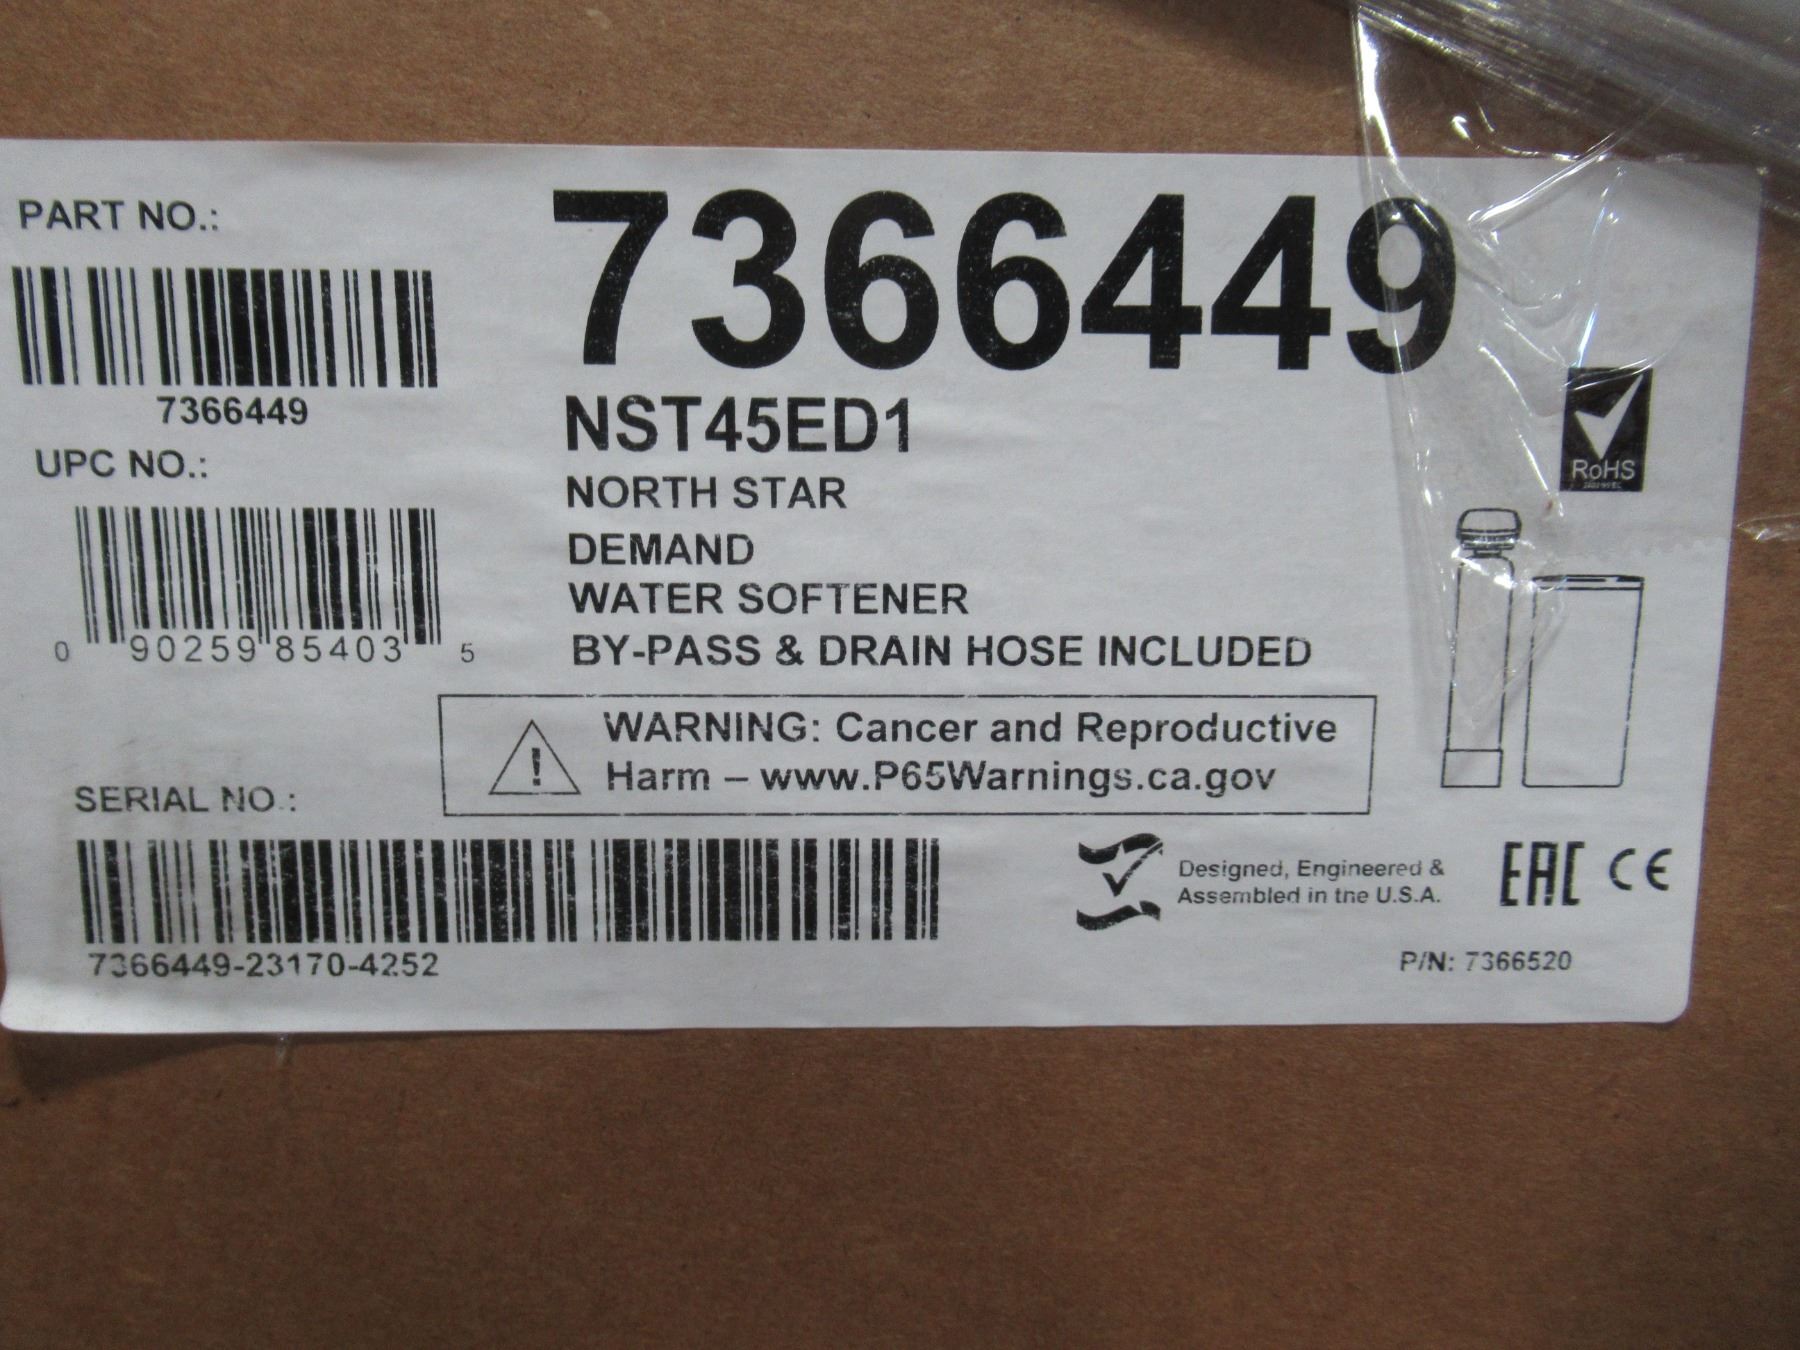 PART NO.:
7366449
7366449
UPC NO.:
0 90259 85403 5
NST45ED1
NORTH STAR
DEMAND
WATER SOFTENER
BY-PASS & DRAIN HOSE INCLUDED
RoHS
! WARNING: Cancer and Reproductive
Harm – www.P65Warnings.ca.gov
SERIAL NO.:
7366449-23170-4252
Designed, Engineered &
Assembled in the U.S.A.
EAC CE
P/N: 7366520